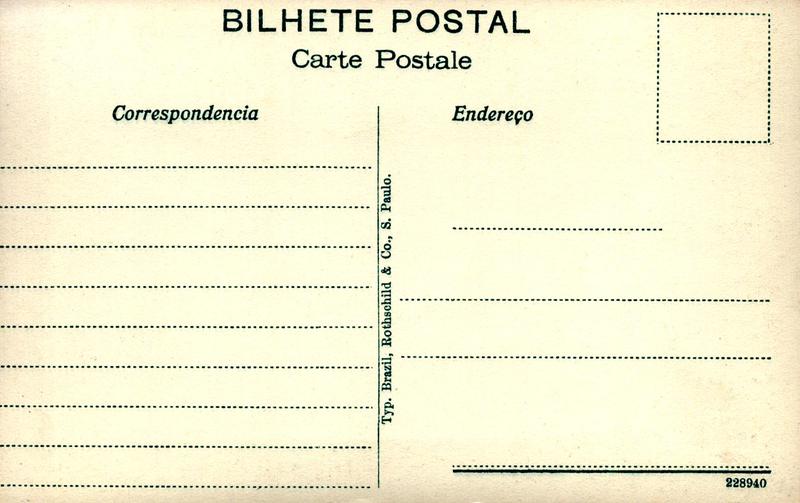 BILHETE POSTAL
Carte Postale
Correspondencia
Endereço
Typ. Brazil, Rothschild & Co., S. Paulo.
228940